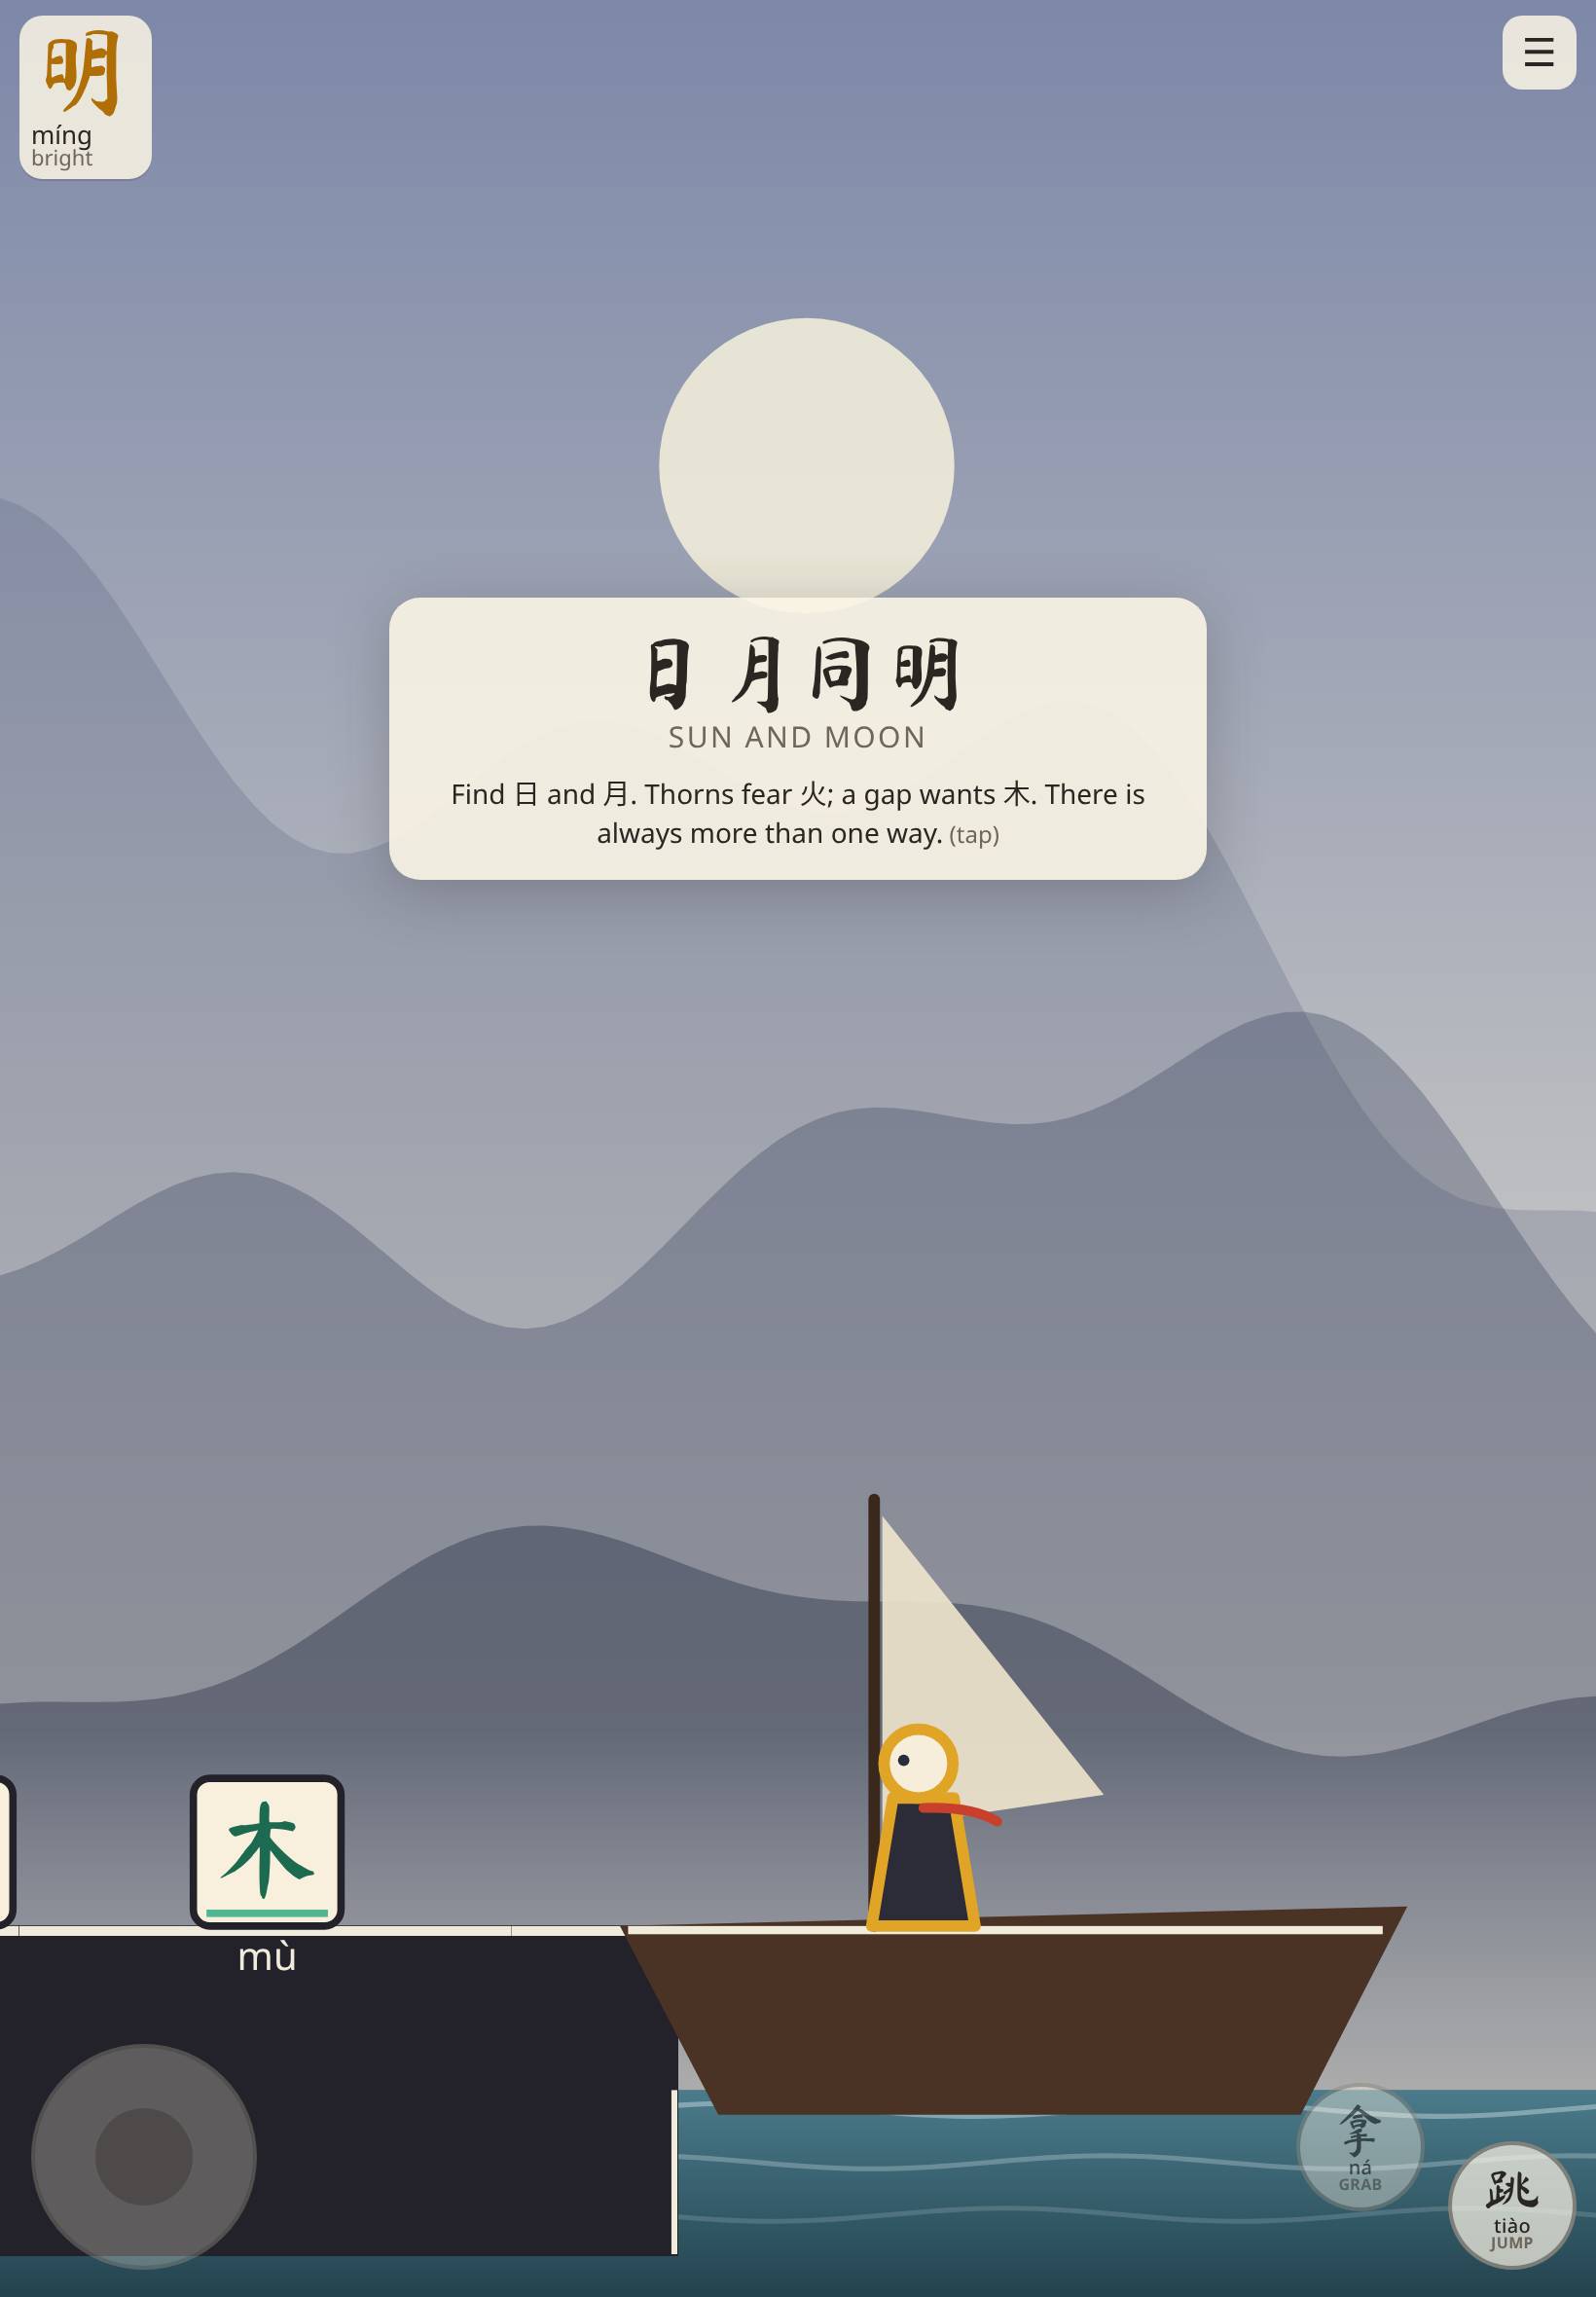 明
míng
bright
☰
日月同明
SUN AND MOON
Find 日 and 月. Thorns fear 火; a gap wants 木. There is
always more than one way. (tap)
木
mù
拿
ná
GRAB
跳
tiào
JUMP